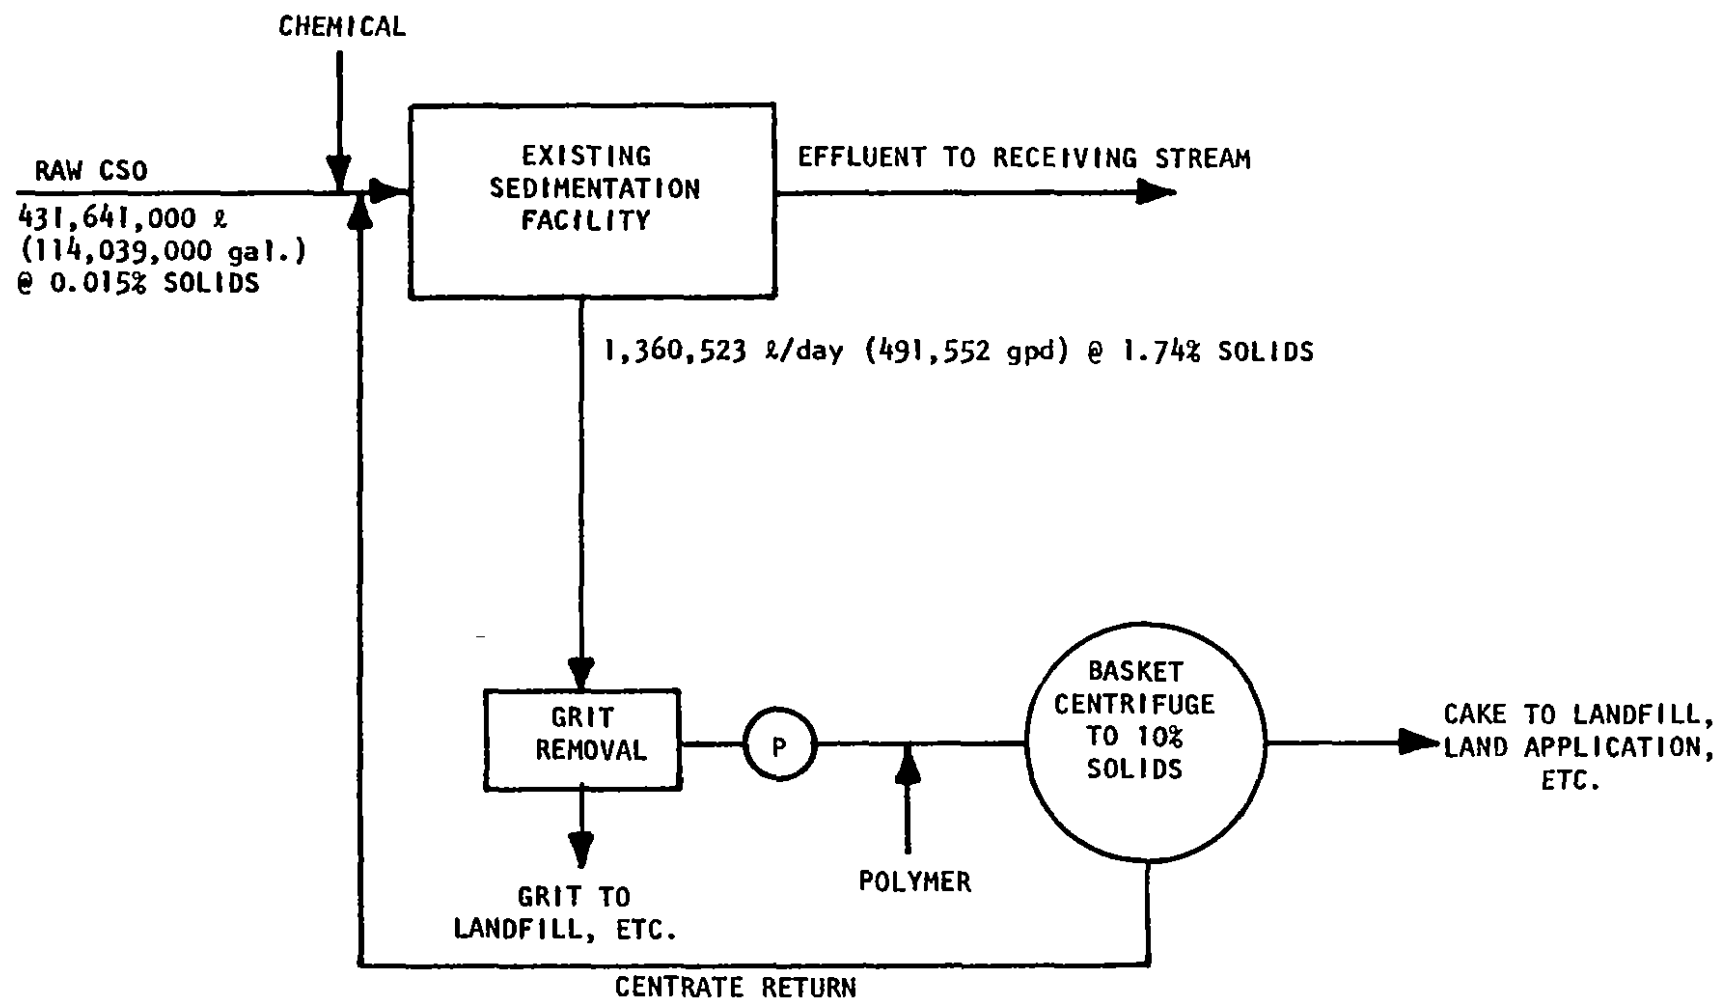 CHEMICAL
RAW CSO
431,641,000 ℓ
(114,039,000 gal.)
@ 0.015% SOLIDS
EXISTING
SEDIMENTATION
FACILITY
EFFLUENT TO RECEIVING STREAM
1,360,523 ℓ/day (491,552 gpd) @ 1.74% SOLIDS
GRIT
REMOVAL
P
BASKET
CENTRIFUGE
TO 10%
SOLIDS
CAKE TO LANDFILL,
LAND APPLICATION,
ETC.
POLYMER
GRIT TO
LANDFILL, ETC.
CENTRATE RETURN